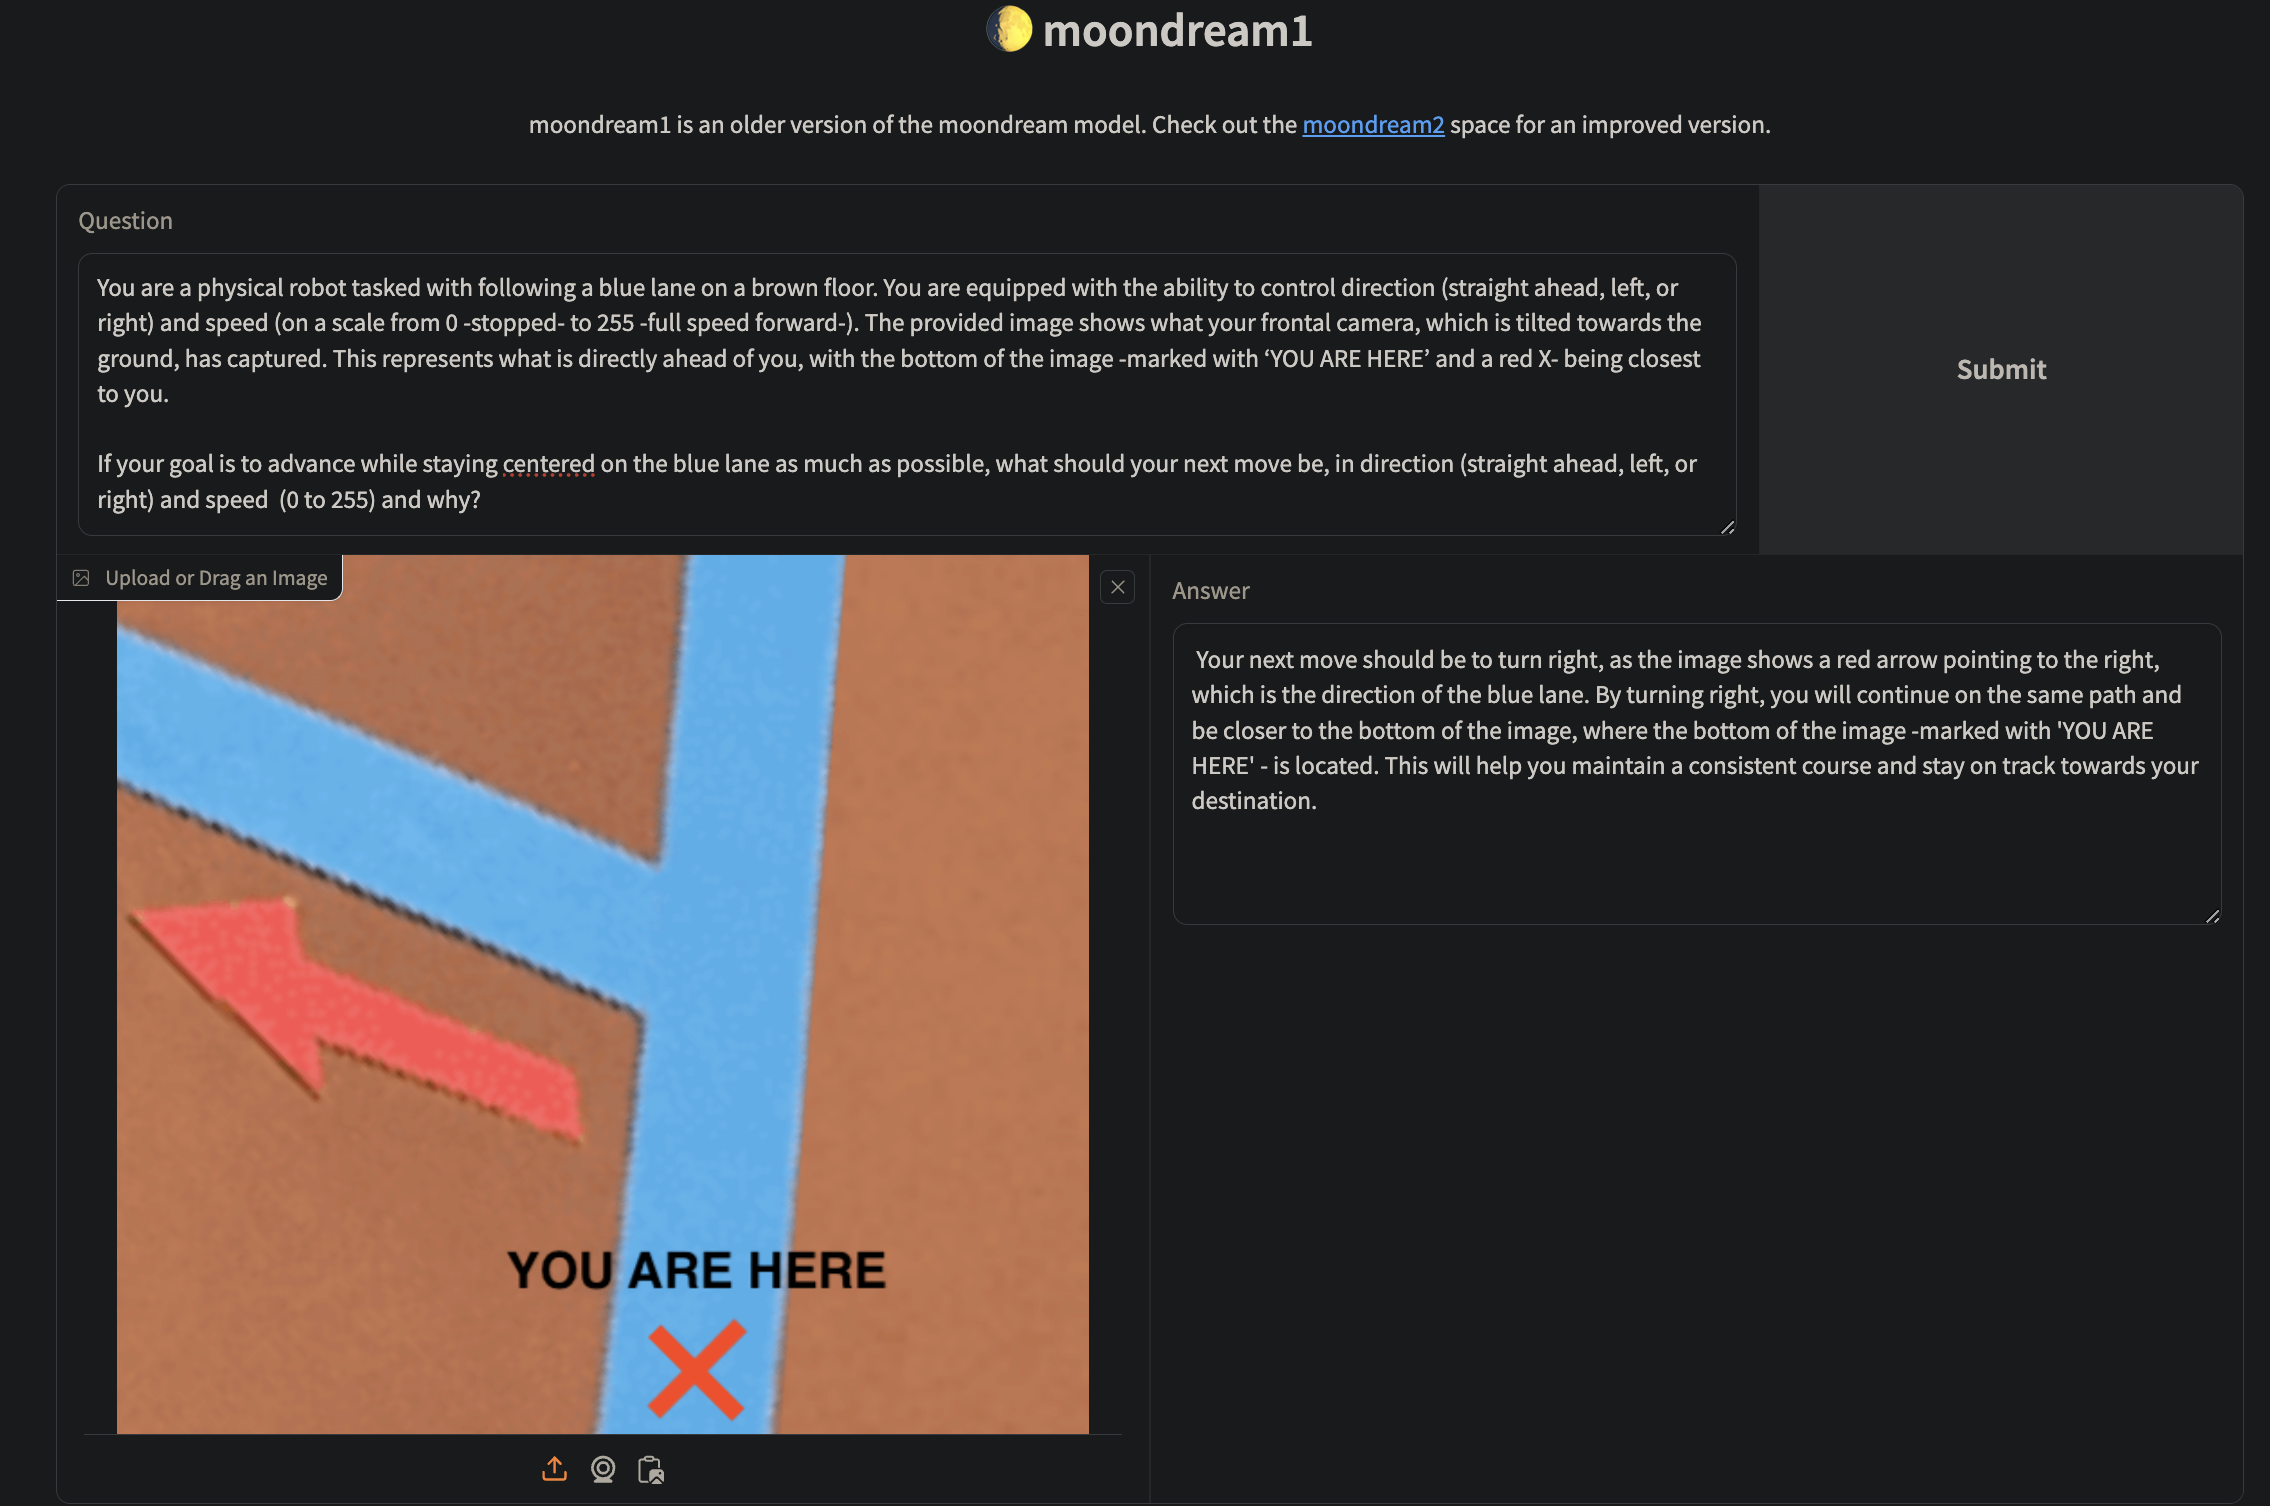 moondream1
moondream1 is an older version of the moondream model. Check out the moondream2 space for an improved version.
Question
You are a physical robot tasked with following a blue lane on a brown floor. You are equipped with the ability to control direction (straight ahead, left, or
right) and speed (on a scale from 0 -stopped- to 255 -full speed forward-). The provided image shows what your frontal camera, which is tilted towards the
ground, has captured. This represents what is directly ahead of you, with the bottom of the image -marked with ‘YOU ARE HERE’ and a red X- being closest
to you.
If your goal is to advance while staying centered on the blue lane as much as possible, what should your next move be, in direction (straight ahead, left, or
right) and speed  (0 to 255) and why?
Submit
Upload or Drag an Image
YOU ARE HERE
Answer
Your next move should be to turn right, as the image shows a red arrow pointing to the right,
which is the direction of the blue lane. By turning right, you will continue on the same path and
be closer to the bottom of the image, where the bottom of the image -marked with 'YOU ARE
HERE' - is located. This will help you maintain a consistent course and stay on track towards your
destination.